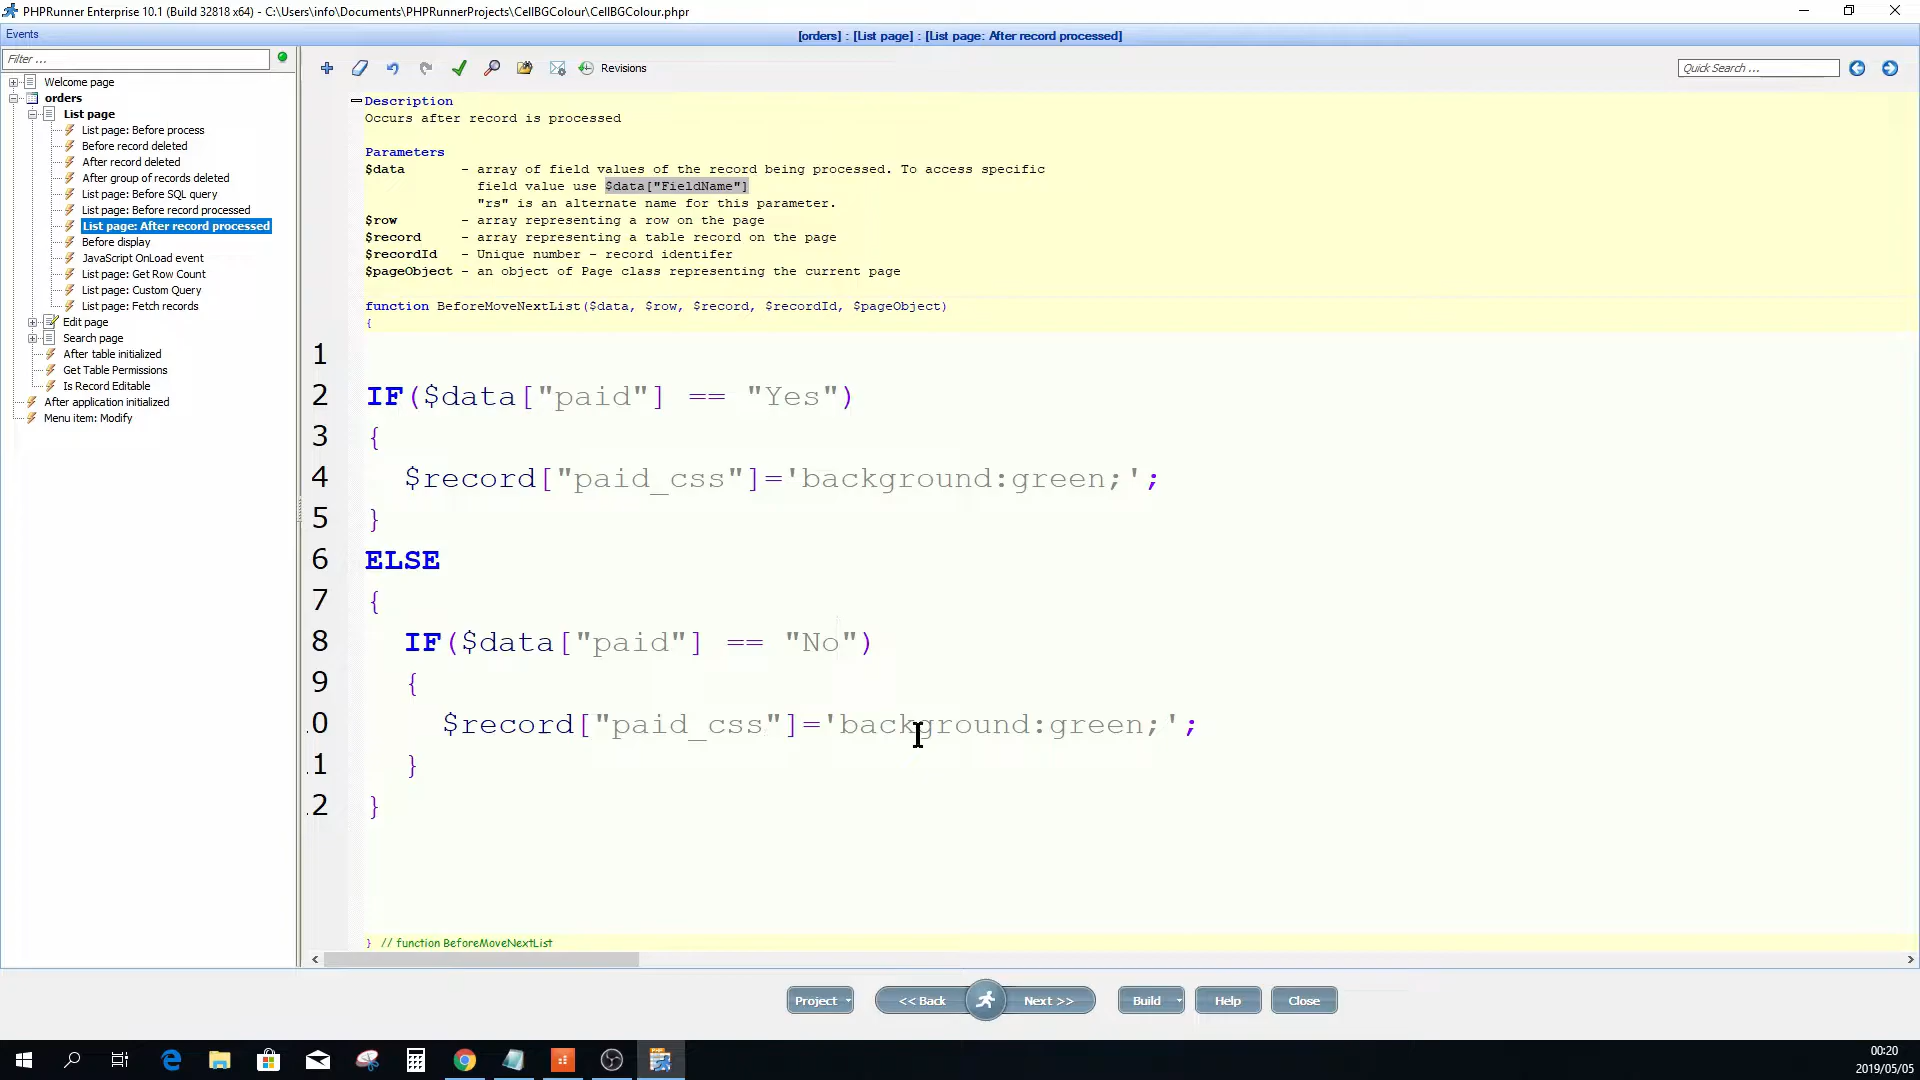 PHPRunner Enterprise 10.1 (Build 32818 x64) - C:\Users\info\Documents\PHPRunnerProjects\CellBGColour\CellBGColour.phpr
Events
[orders] : [List page] : [List page: After record processed]
Filter ...
Revisions
Quick Search ...
Welcome page
orders
List page
List page: Before process
Before record deleted
After record deleted
After group of records deleted
List page: Before SQL query
List page: Before record processed
List page: After record processed
Before display
JavaScript OnLoad event
List page: Get Row Count
List page: Custom Query
List page: Fetch records
Edit page
Search page
After table initialized
Get Table Permissions
Is Record Editable
After application initialized
Menu item: Modify
Description
Occurs after record is processed
Parameters
$data - array of field values of the record being processed. To access specific
field value use $data["FieldName"]
"rs" is an alternate name for this parameter.
$row - array representing a row on the page
$record - array representing a table record on the page
$recordId - Unique number - record identifer
$pageObject - an object of Page class representing the current page
function BeforeMoveNextList($data, $row, $record, $recordId, $pageObject)
{
1
2 IF($data["paid"] == "Yes")
3 {
4 $record["paid_css"]='background:green;';
5 }
6 ELSE
7 {
8 IF($data["paid"] == "No")
9 {
.0 $record["paid_css"]='background:green;';
.1 }
.2 }
} // function BeforeMoveNextList
Project
<< Back
Next >>
Build
Help
Close
00:20
2019/05/05